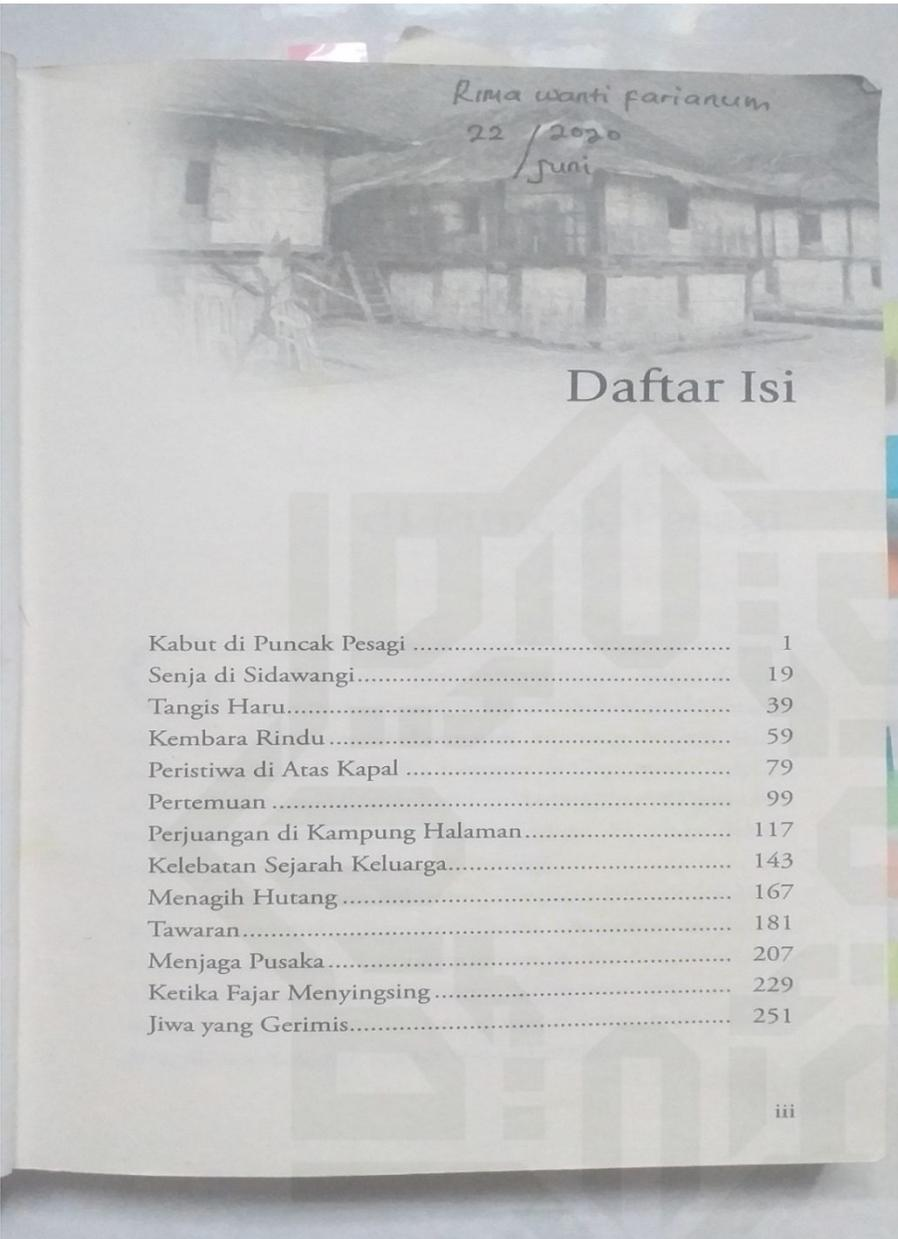 Rima wanti farianum
22 / 2020
Juni
Daftar Isi
Kabut di Puncak Pesagi ................................................ 1
Senja di Sidawangi......................................................... 19
Tangis Haru................................................................... 39
Kembara Rindu ............................................................. 59
Peristiwa di Atas Kapal ................................................. 79
Pertemuan ..................................................................... 99
Perjuangan di Kampung Halaman............................... 117
Kelebatan Sejarah Keluarga........................................... 143
Menagih Hutang ........................................................... 167
Tawaran.......................................................................... 181
Menjaga Pusaka ............................................................. 207
Ketika Fajar Menyingsing ............................................. 229
Jiwa yang Gerimis.......................................................... 251
iii